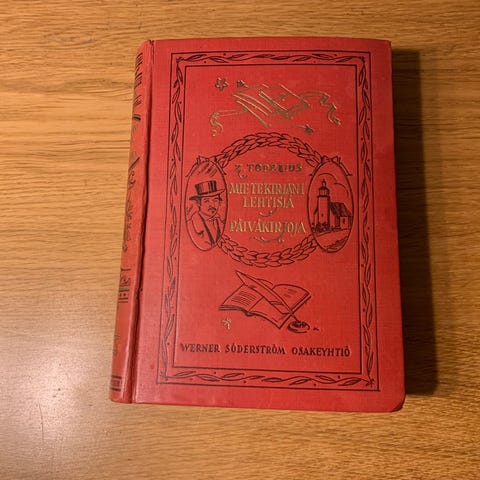 Z. TOPELIUS
MIETEKIRJANI
LEHTISIÄ
PÄIVÄKIRJOJA
WERNER SÖDERSTRÖM OSAKEYHTIÖ